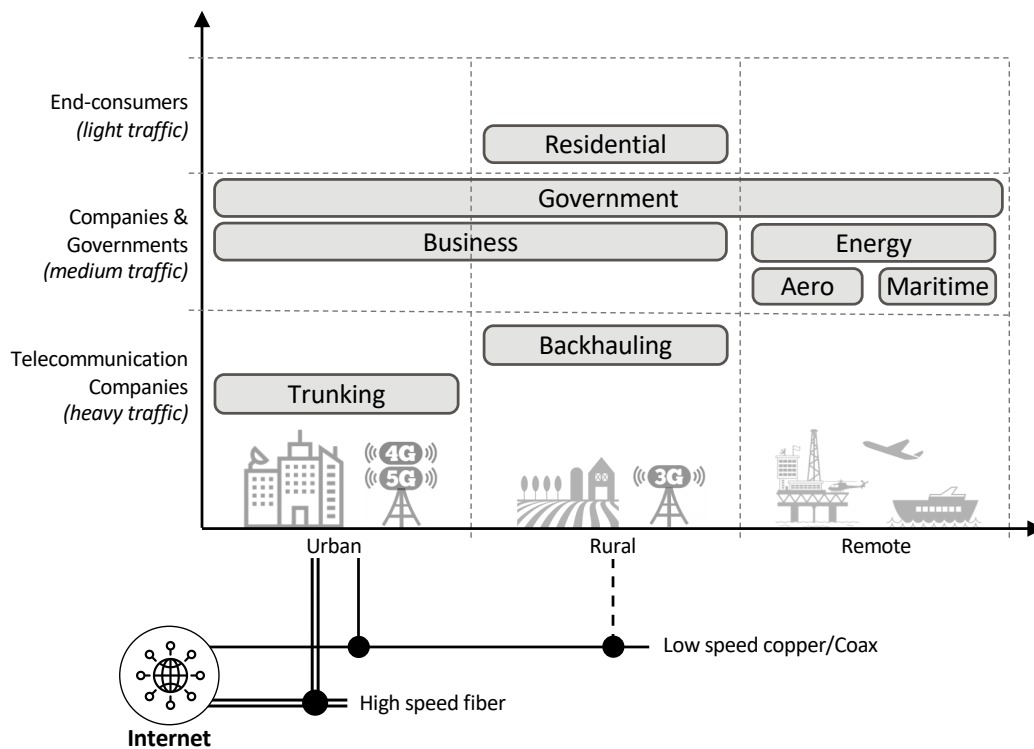 End-consumers
(light traffic)
Residential
Government
Companies &
Governments
(medium traffic)
Business
Energy
Aero
Maritime
Telecommunication
Companies
(heavy traffic)
Backhauling
Trunking
4G
5G
3G
Urban
Rural
Remote
Low speed copper/Coax
High speed fiber
Internet